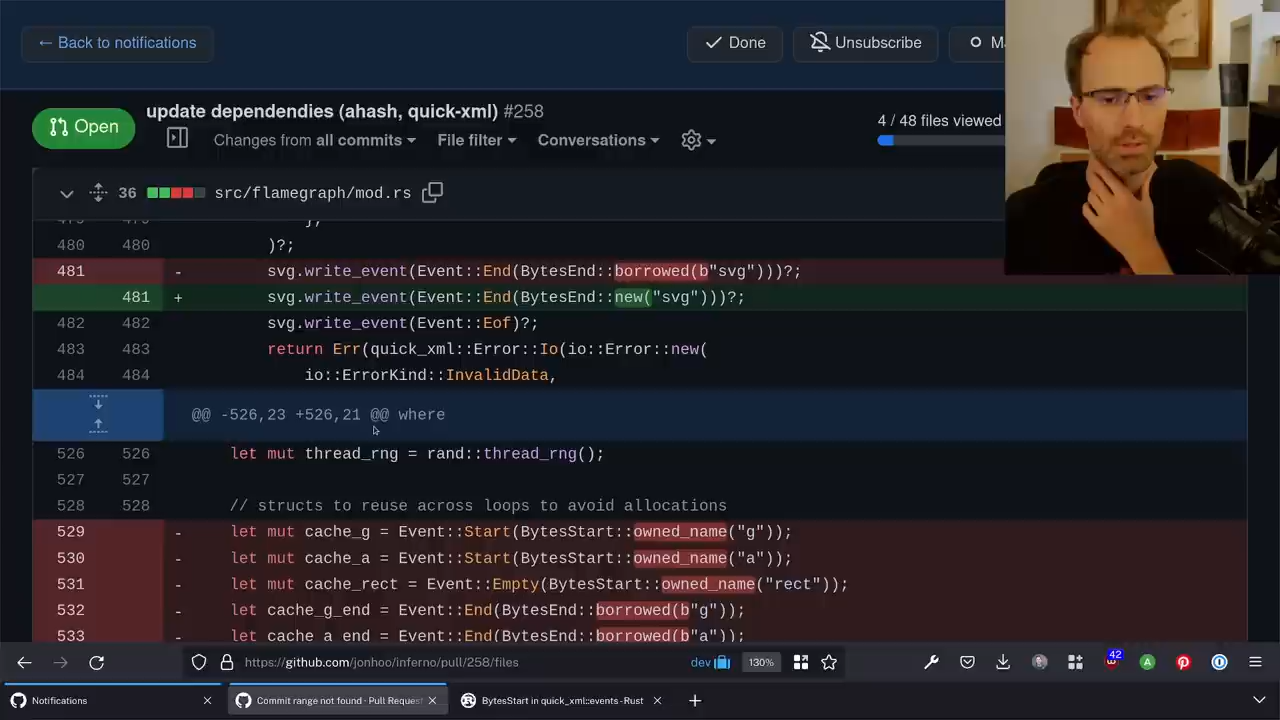 ← Back to notifications
Done
Unsubscribe
M
Open
update dependendies (ahash, quick-xml) #258
Changes from all commits
File filter
Conversations
4 / 48 files viewed
36 src/flamegraph/mod.rs
480 480 )?;
481 - svg.write_event(Event::End(BytesEnd::borrowed(b"svg")))?;
481 + svg.write_event(Event::End(BytesEnd::new("svg")))?;
482 482 svg.write_event(Event::Eof)?;
483 483 return Err(quick_xml::Error::Io(io::Error::new(
484 484 io::ErrorKind::InvalidData,
@@ -526,23 +526,21 @@ where
526 526 let mut thread_rng = rand::thread_rng();
527 527
528 528 // structs to reuse across loops to avoid allocations
529 - let mut cache_g = Event::Start(BytesStart::owned_name("g"));
530 - let mut cache_a = Event::Start(BytesStart::owned_name("a"));
531 - let mut cache_rect = Event::Empty(BytesStart::owned_name("rect"));
532 - let cache_g_end = Event::End(BytesEnd::borrowed(b"g"));
533 - let cache_a_end = Event::End(BytesEnd::borrowed(b"a"));
https://github.com/jonhoo/inferno/pull/258/files
dev
130%
42
A
Notifications
Commit range not found · Pull Request
BytesStart in quick_xml::events - Rust